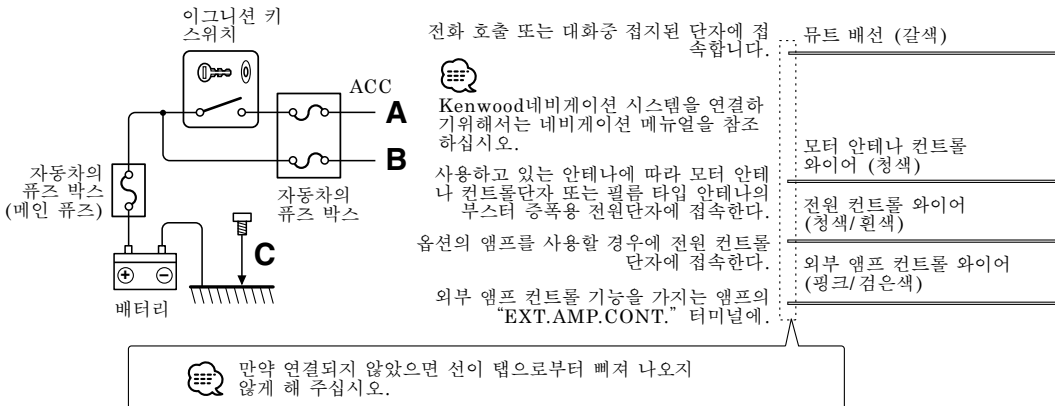 이그니션 키
스위치
ACC
A
B
자동차의
퓨즈 박스
(메인 퓨즈)
자동차의
퓨즈 박스
C
배터리
전화 호출 또는 대화중 접지된 단자에 접
속합니다.
Kenwood네비게이션 시스템을 연결하
기위해서는 네비게이션 메뉴얼을 참조
하십시오.
사용하고 있는 안테나에 따라 모터 안테
나 컨트롤단자 또는 필름 타입 안테나의
부스터 증폭용 전원단자에 접속한다.
옵션의 앰프를 사용할 경우에 전원 컨트롤
단자에 접속한다.
외부 앰프 컨트롤 기능을 가지는 앰프의
“EXT.AMP.CONT.” 터미널에.
뮤트 배선 (갈색)
모터 안테나 컨트롤
와이어 (청색)
전원 컨트롤 와이어
(청색/흰색)
외부 앰프 컨트롤 와이어
(핑크/검은색)
만약 연결되지 않았으면 선이 탭으로부터 삐져 나오지
않게 해 주십시오.